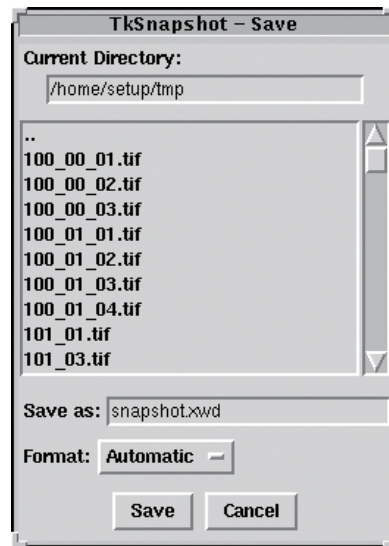 TkSnapshot - Save
Current Directory:
/home/setup/tmp
..
100_00_01.tif
100_00_02.tif
100_00_03.tif
100_01_01.tif
100_01_02.tif
100_01_03.tif
100_01_04.tif
101_01.tif
101_03.tif
Save as: snapshot.xwd
Format: Automatic
Save Cancel